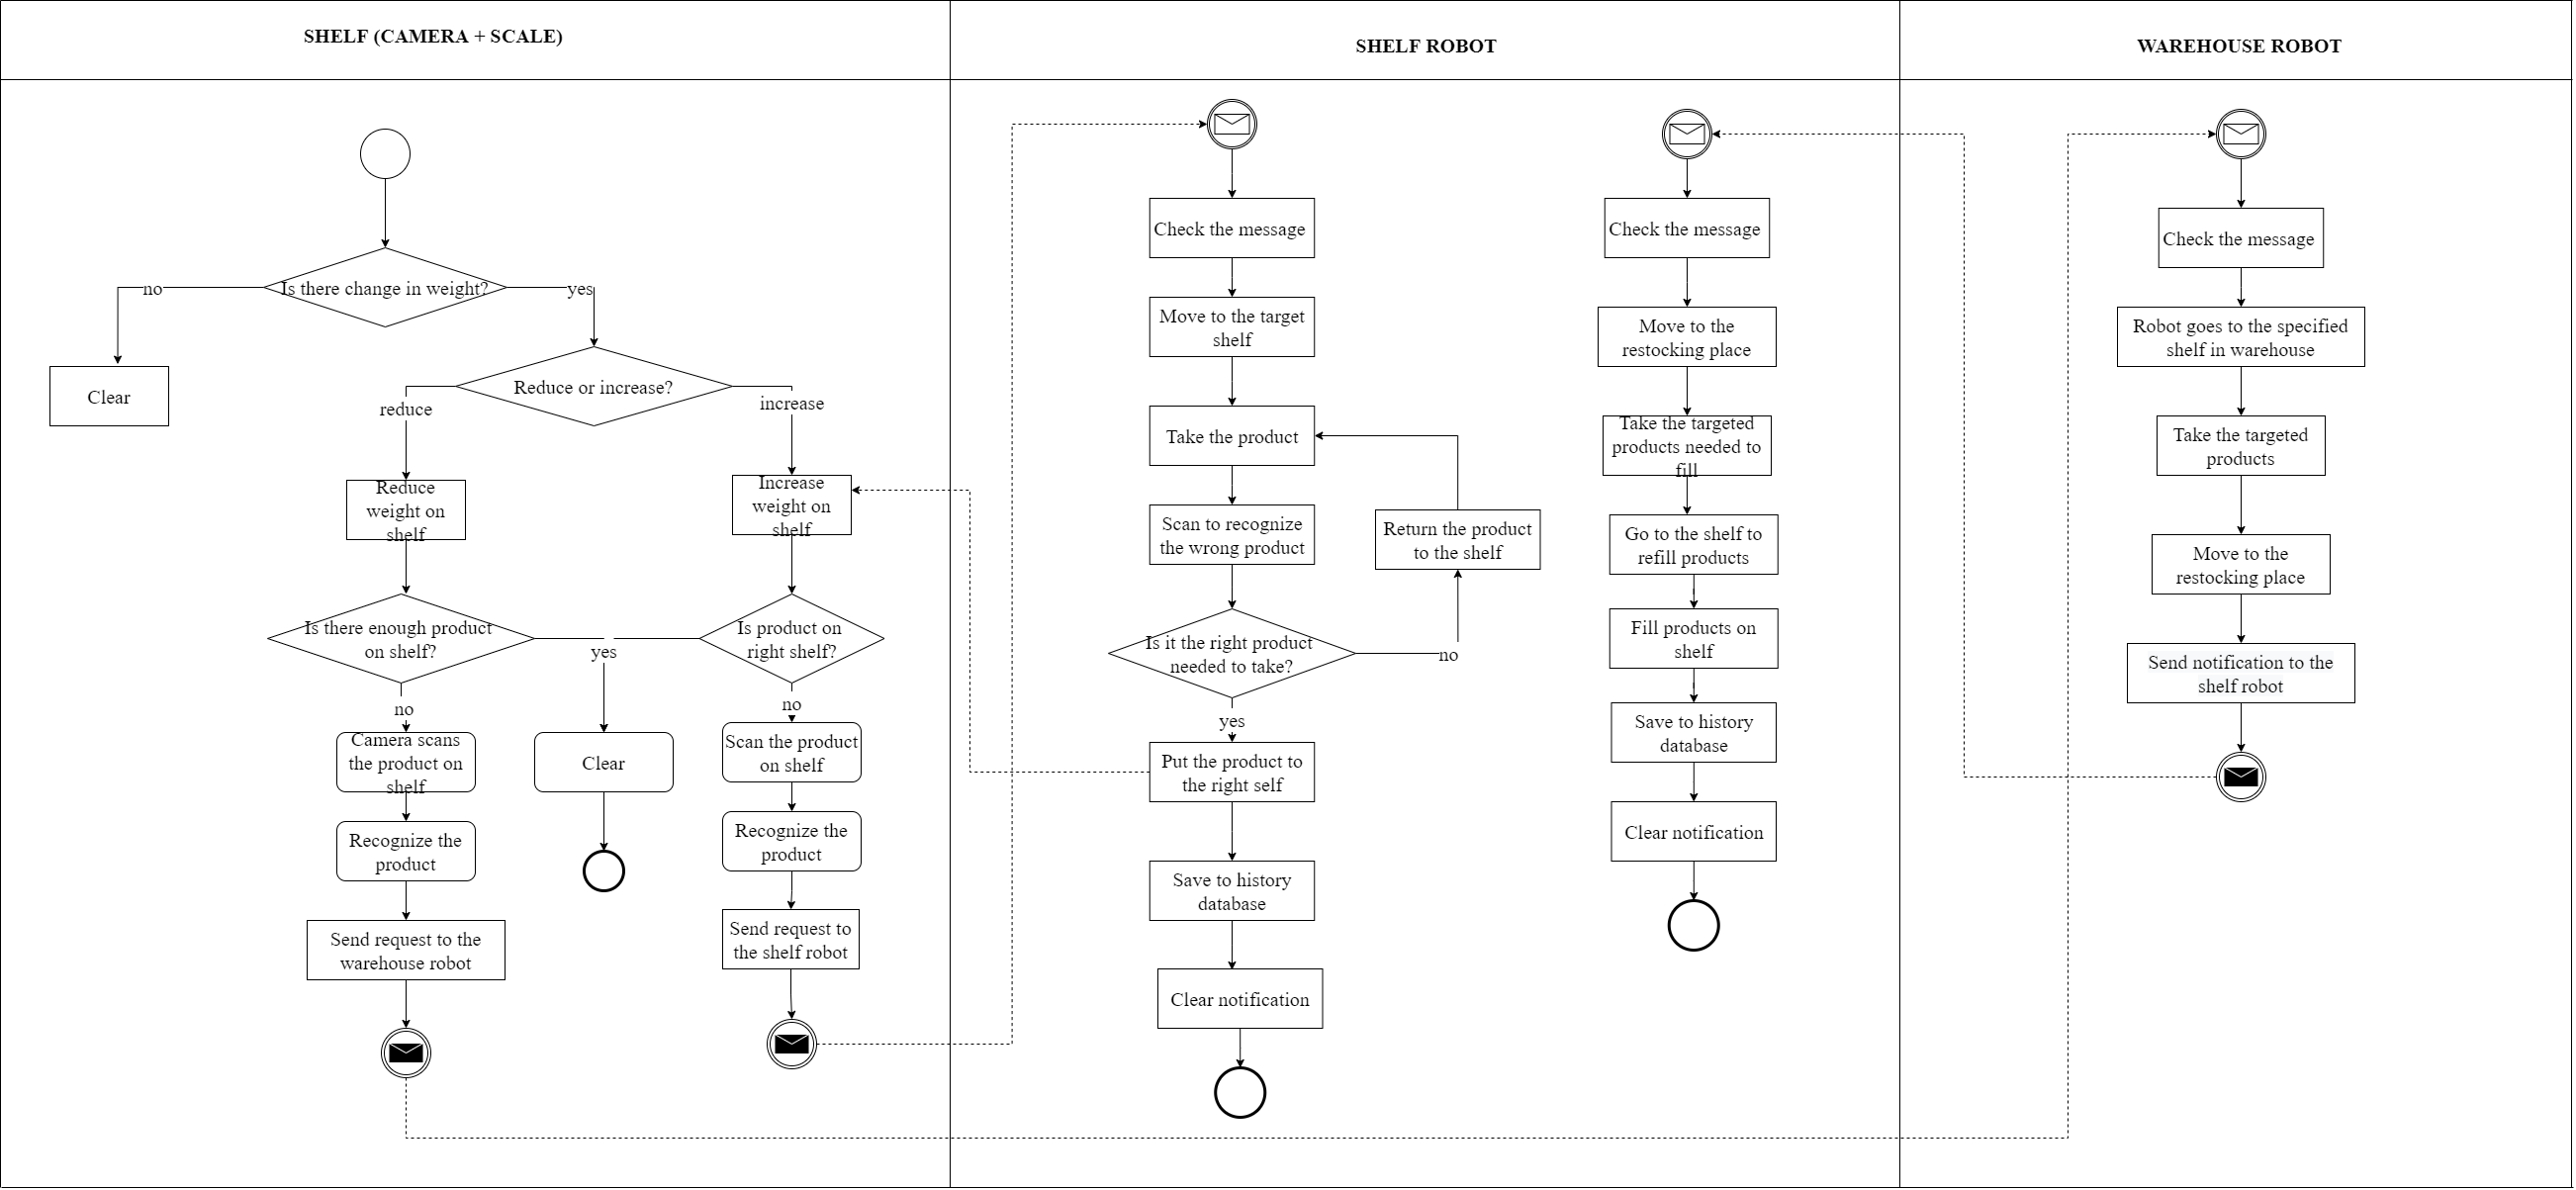 SHELF (CAMERA + SCALE)
SHELF ROBOT
WAREHOUSE ROBOT
Is there change in weight?
no
yes
Clear
Reduce or increase?
reduce
increase
Reduce
weight on
shelf
Increase
weight on
shelf
Is there enough product
on shelf?
yes
Is product on
right shelf?
no
no
Camera scans
the product on
shelf
Clear
Scan the product
on shelf
Recognize the
product
Recognize the
product
Send request to the
warehouse robot
Send request to
the shelf robot
Check the message
Move to the target
shelf
Take the product
Scan to recognize
the wrong product
Return the product
to the shelf
Is it the right product
needed to take?
no
yes
Put the product to
the right self
Save to history
database
Clear notification
Check the message
Move to the
restocking place
Take the targeted
products needed to
fill
Go to the shelf to
refill products
Fill products on
shelf
Save to history
database
Clear notification
Check the message
Robot goes to the specified
shelf in warehouse
Take the targeted
products
Move to the
restocking place
Send notification to the
shelf robot